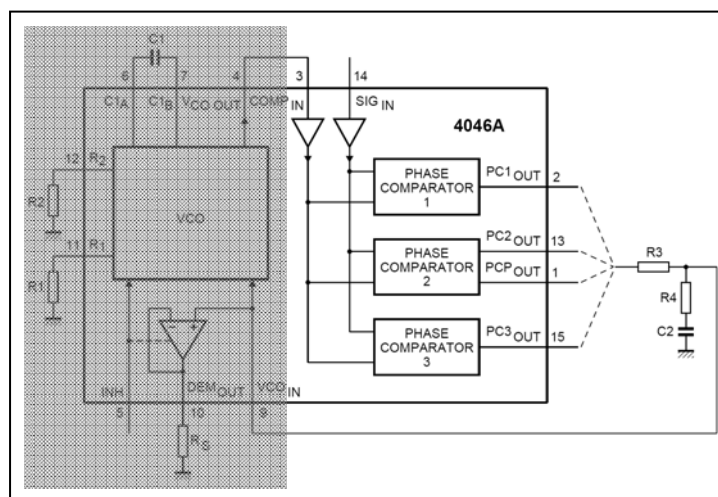 C1
6 7 4 3 14
C1A C1B VCO OUT COMP IN SIG IN
4046A
12 R2
R2
VCO
11 R1
R1
PHASE COMPARATOR 1
PC1 OUT 2
PHASE COMPARATOR 2
PC2 OUT 13
PCP OUT 1
PHASE COMPARATOR 3
PC3 OUT 15
R3
R4
C2
− +
INH DEM OUT VCO IN
5 10 9
RS